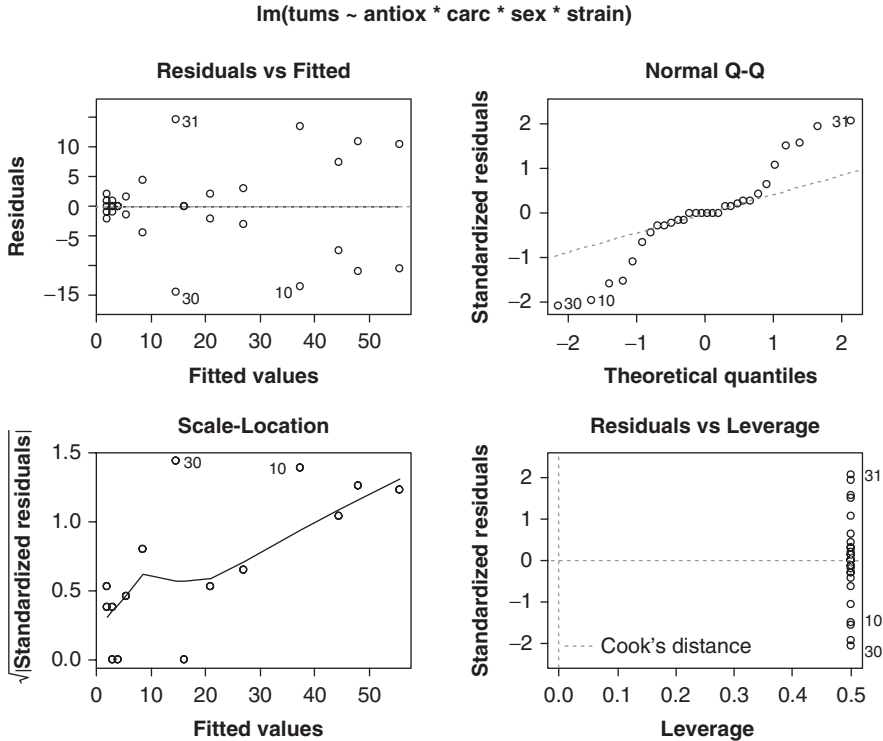 lm(tums ~ antiox * carc * sex * strain)
Residuals vs Fitted
Residuals
10
5
0
−5
−15
31
30
10
0 10 20 30 40 50
Fitted values
Normal Q-Q
Standardized residuals
2
1
0
−1
−2
31
30
10
−2 −1 0 1 2
Theoretical quantiles
Scale-Location
√|Standardized residuals|
1.5
1.0
0.5
0.0
30
10
0 10 20 30 40 50
Fitted values
Residuals vs Leverage
Standardized residuals
2
1
0
−1
−2
31
10
30
Cook's distance
0.0 0.1 0.2 0.3 0.4 0.5
Leverage